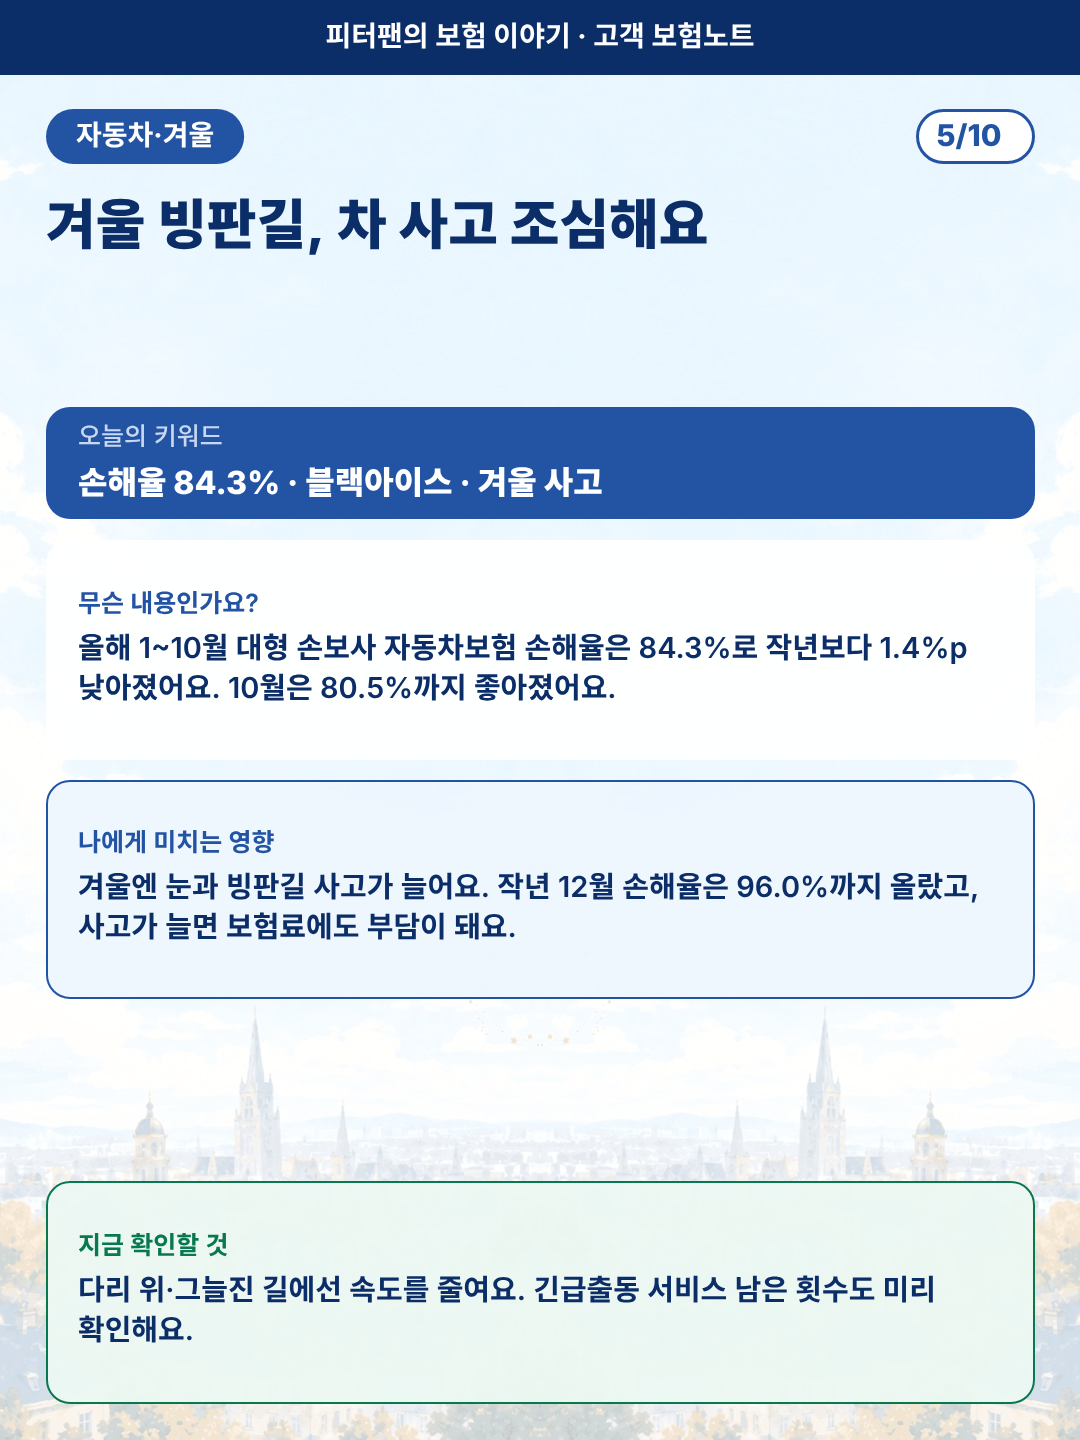 피터팬의 보험 이야기 · 고객 보험노트
자동차·겨울
5/10
겨울 빙판길, 차 사고 조심해요
오늘의 키워드
손해율 84.3% · 블랙아이스 · 겨울 사고
무슨 내용인가요?
올해 1~10월 대형 손보사 자동차보험 손해율은 84.3%로 작년보다 1.4%p
낮아졌어요. 10월은 80.5%까지 좋아졌어요.
나에게 미치는 영향
겨울엔 눈과 빙판길 사고가 늘어요. 작년 12월 손해율은 96.0%까지 올랐고,
사고가 늘면 보험료에도 부담이 돼요.
지금 확인할 것
다리 위·그늘진 길에선 속도를 줄여요. 긴급출동 서비스 남은 횟수도 미리
확인해요.